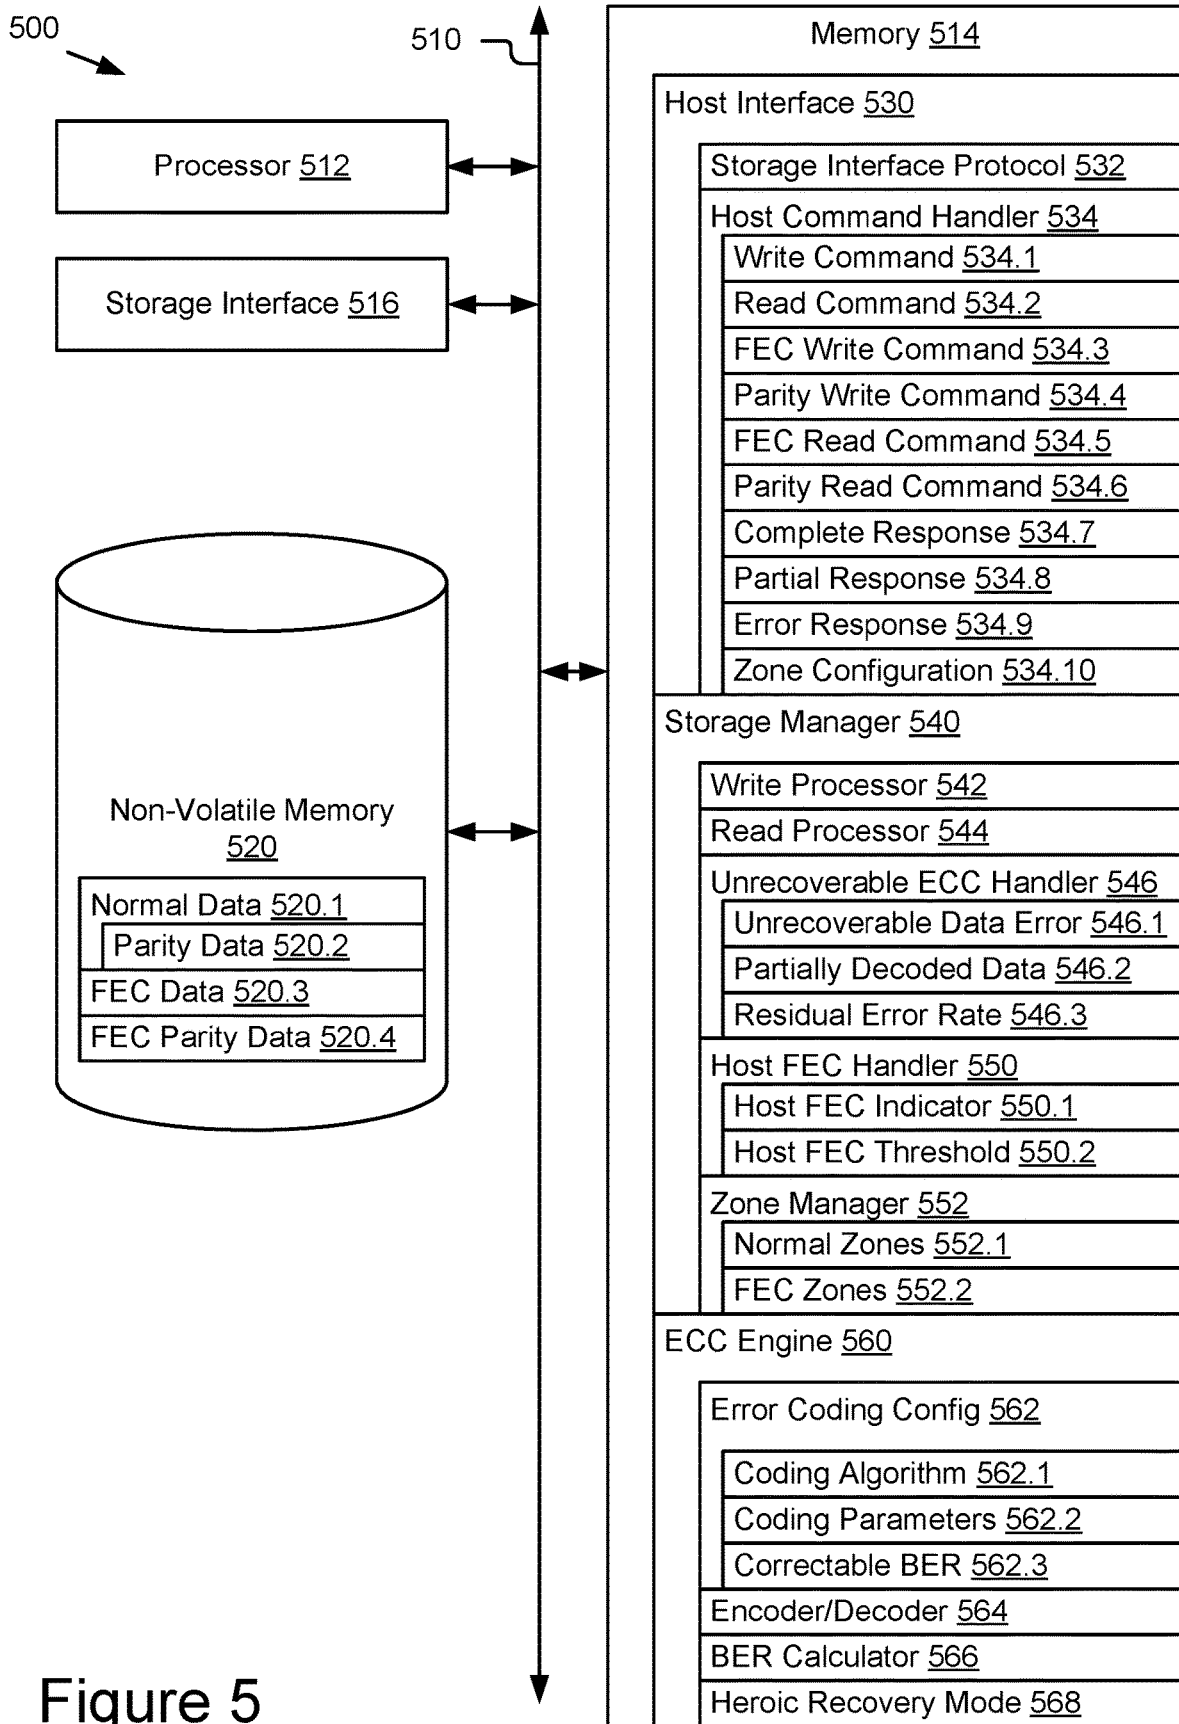 500
510
Processor 512
Storage Interface 516
Non-Volatile Memory
520
Normal Data 520.1
Parity Data 520.2
FEC Data 520.3
FEC Parity Data 520.4
Memory 514
Host Interface 530
Storage Interface Protocol 532
Host Command Handler 534
Write Command 534.1
Read Command 534.2
FEC Write Command 534.3
Parity Write Command 534.4
FEC Read Command 534.5
Parity Read Command 534.6
Complete Response 534.7
Partial Response 534.8
Error Response 534.9
Zone Configuration 534.10
Storage Manager 540
Write Processor 542
Read Processor 544
Unrecoverable ECC Handler 546
Unrecoverable Data Error 546.1
Partially Decoded Data 546.2
Residual Error Rate 546.3
Host FEC Handler 550
Host FEC Indicator 550.1
Host FEC Threshold 550.2
Zone Manager 552
Normal Zones 552.1
FEC Zones 552.2
ECC Engine 560
Error Coding Config 562
Coding Algorithm 562.1
Coding Parameters 562.2
Correctable BER 562.3
Encoder/Decoder 564
BER Calculator 566
Heroic Recovery Mode 568
Figure 5